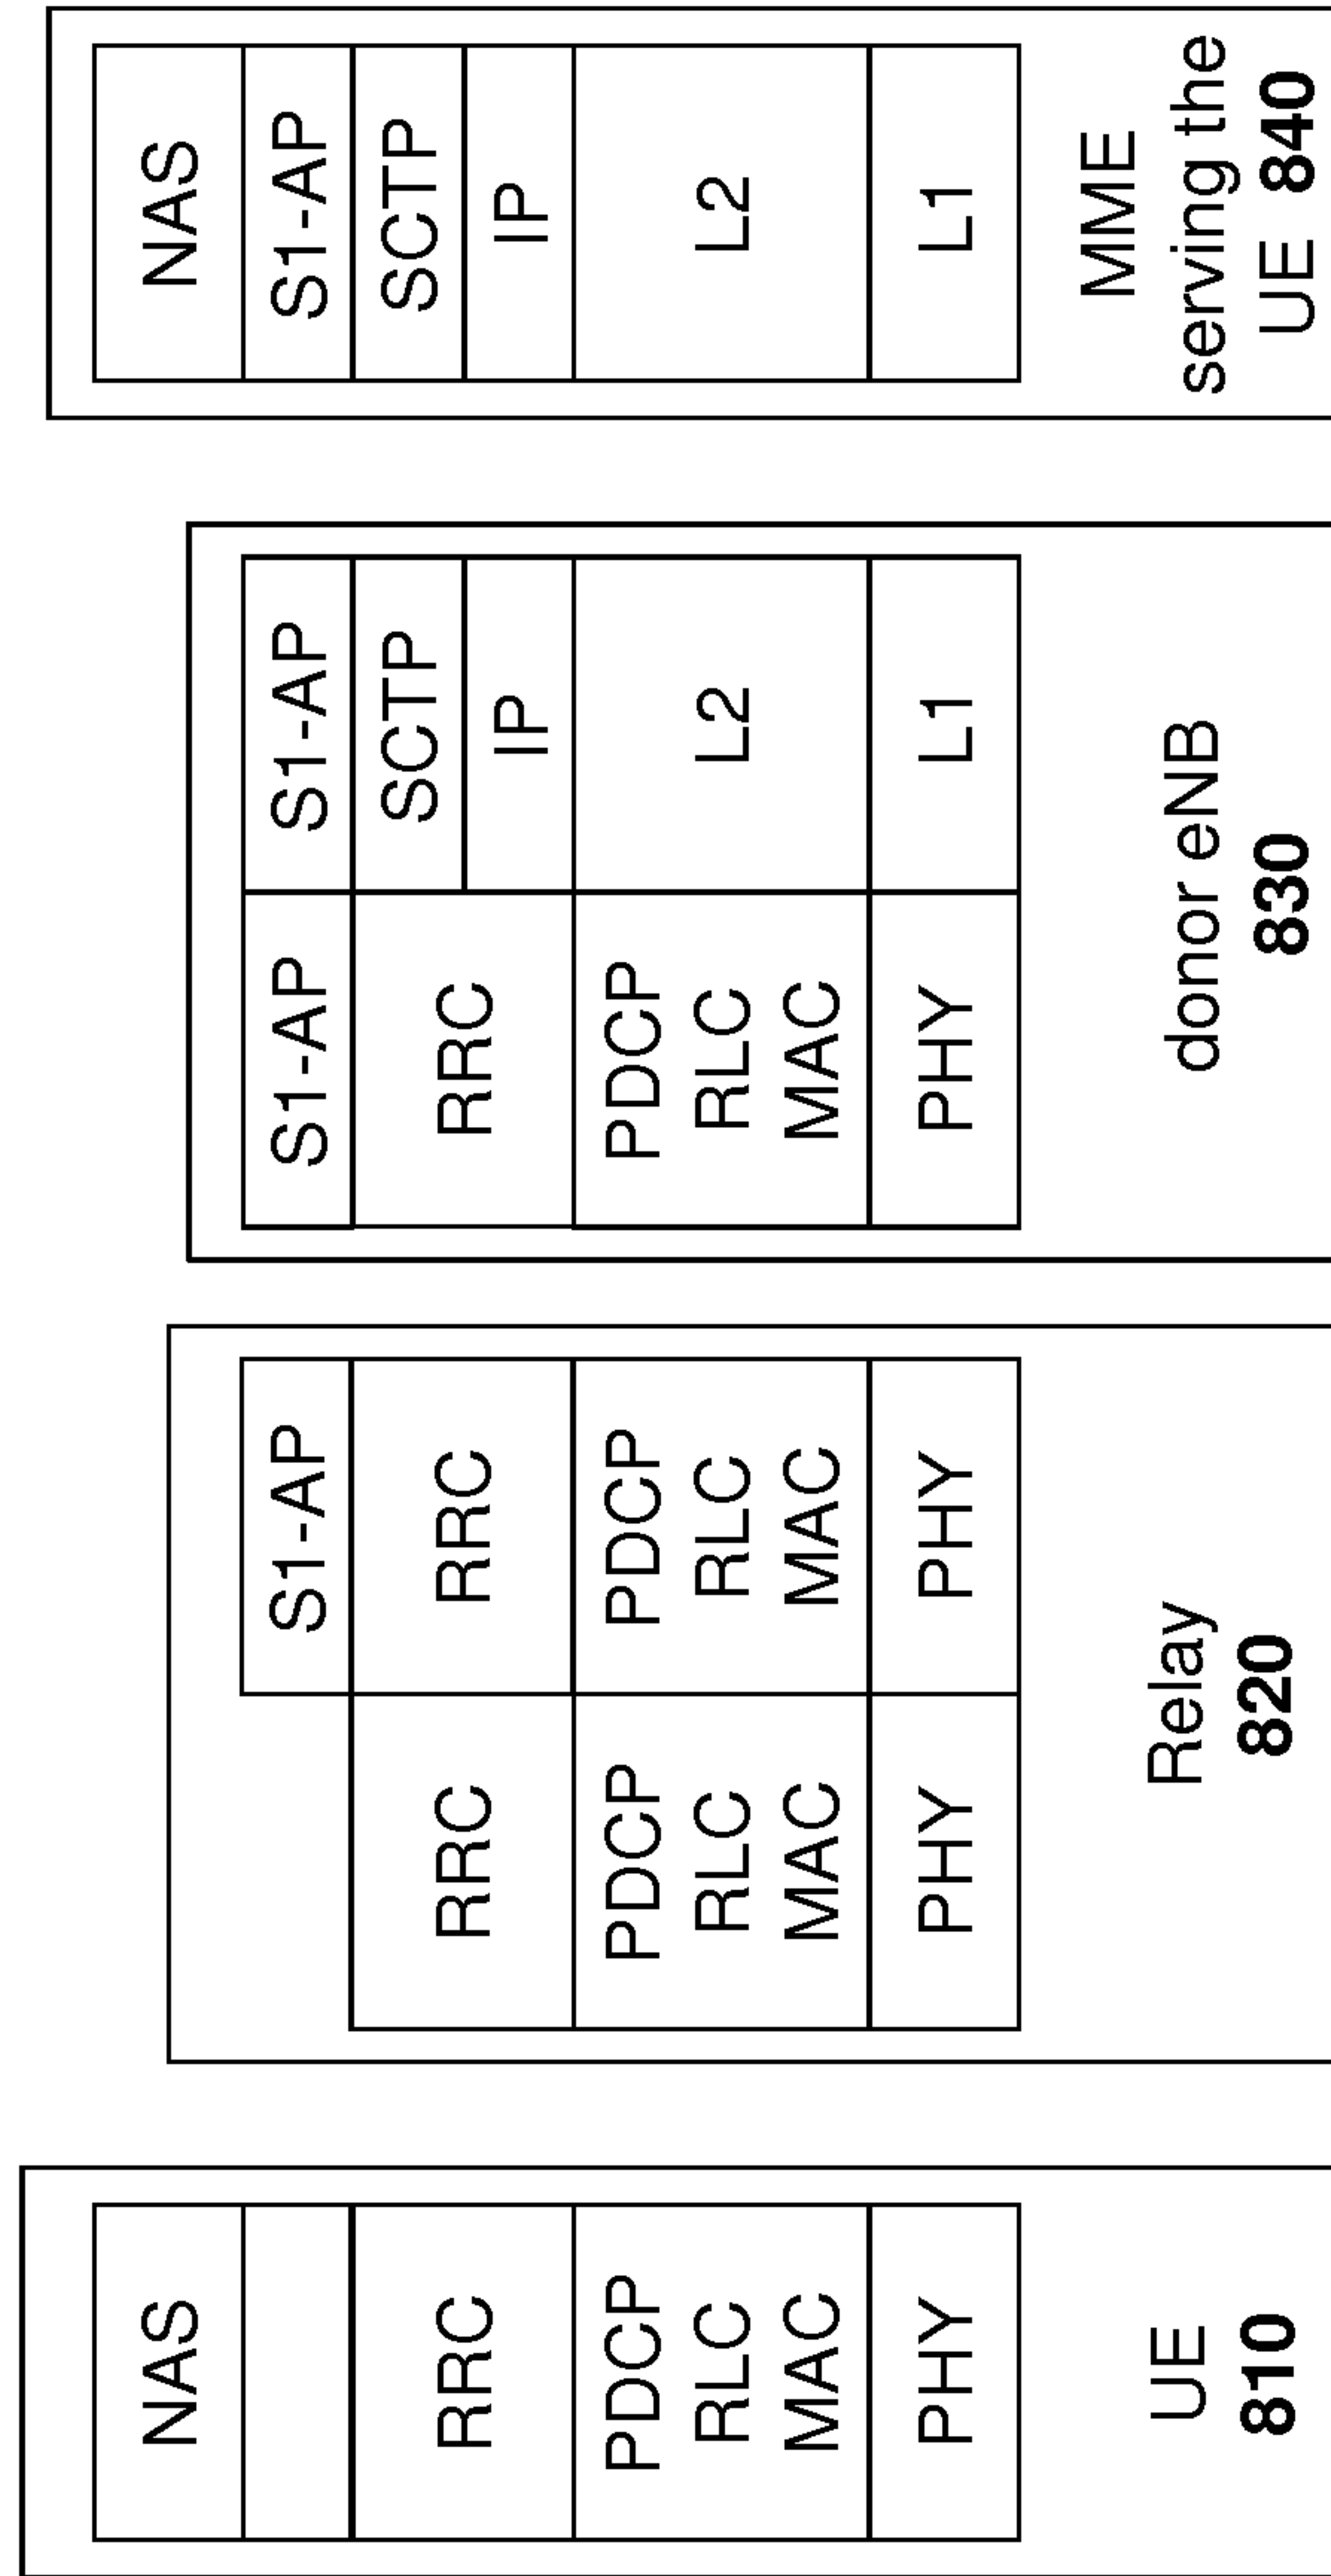 NAS
RRC
PDCP
RLC
MAC
PHY
UE
810
S1-AP
RRC
RRC
PDCP
RLC
MAC
PDCP
RLC
MAC
PHY
PHY
Relay
820
S1-AP
S1-AP
RRC
SCTP
IP
PDCP
RLC
MAC
L2
PHY
L1
donor eNB
830
NAS
S1-AP
SCTP
IP
L2
L1
MME
serving the
UE 840